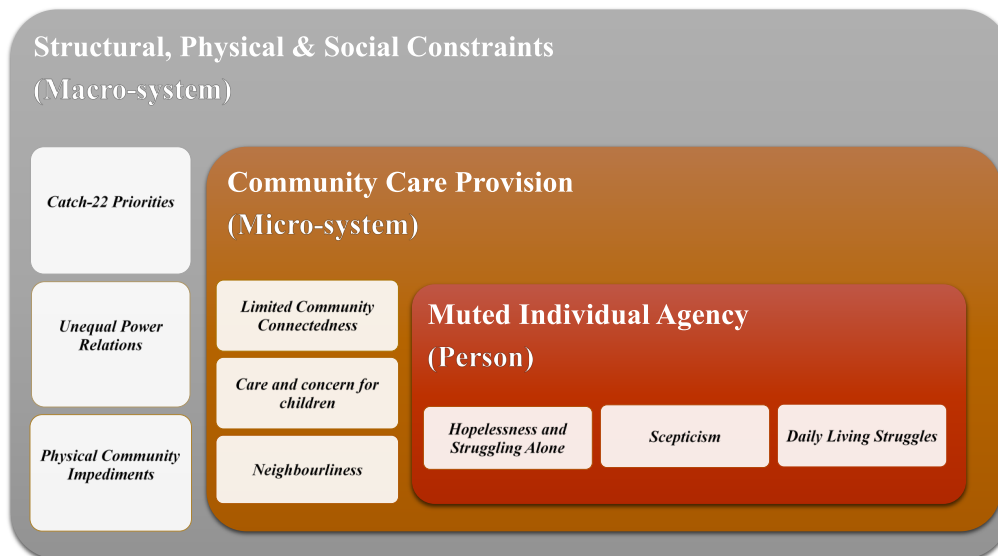 Structural, Physical & Social Constraints
(Macro-system)
Catch-22 Priorities
Unequal Power
Relations
Physical Community
Impediments
Community Care Provision
(Micro-system)
Limited Community
Connectedness
Care and concern for
children
Neighbourliness
Muted Individual Agency
(Person)
Hopelessness and
Struggling Alone
Scepticism
Daily Living Struggles